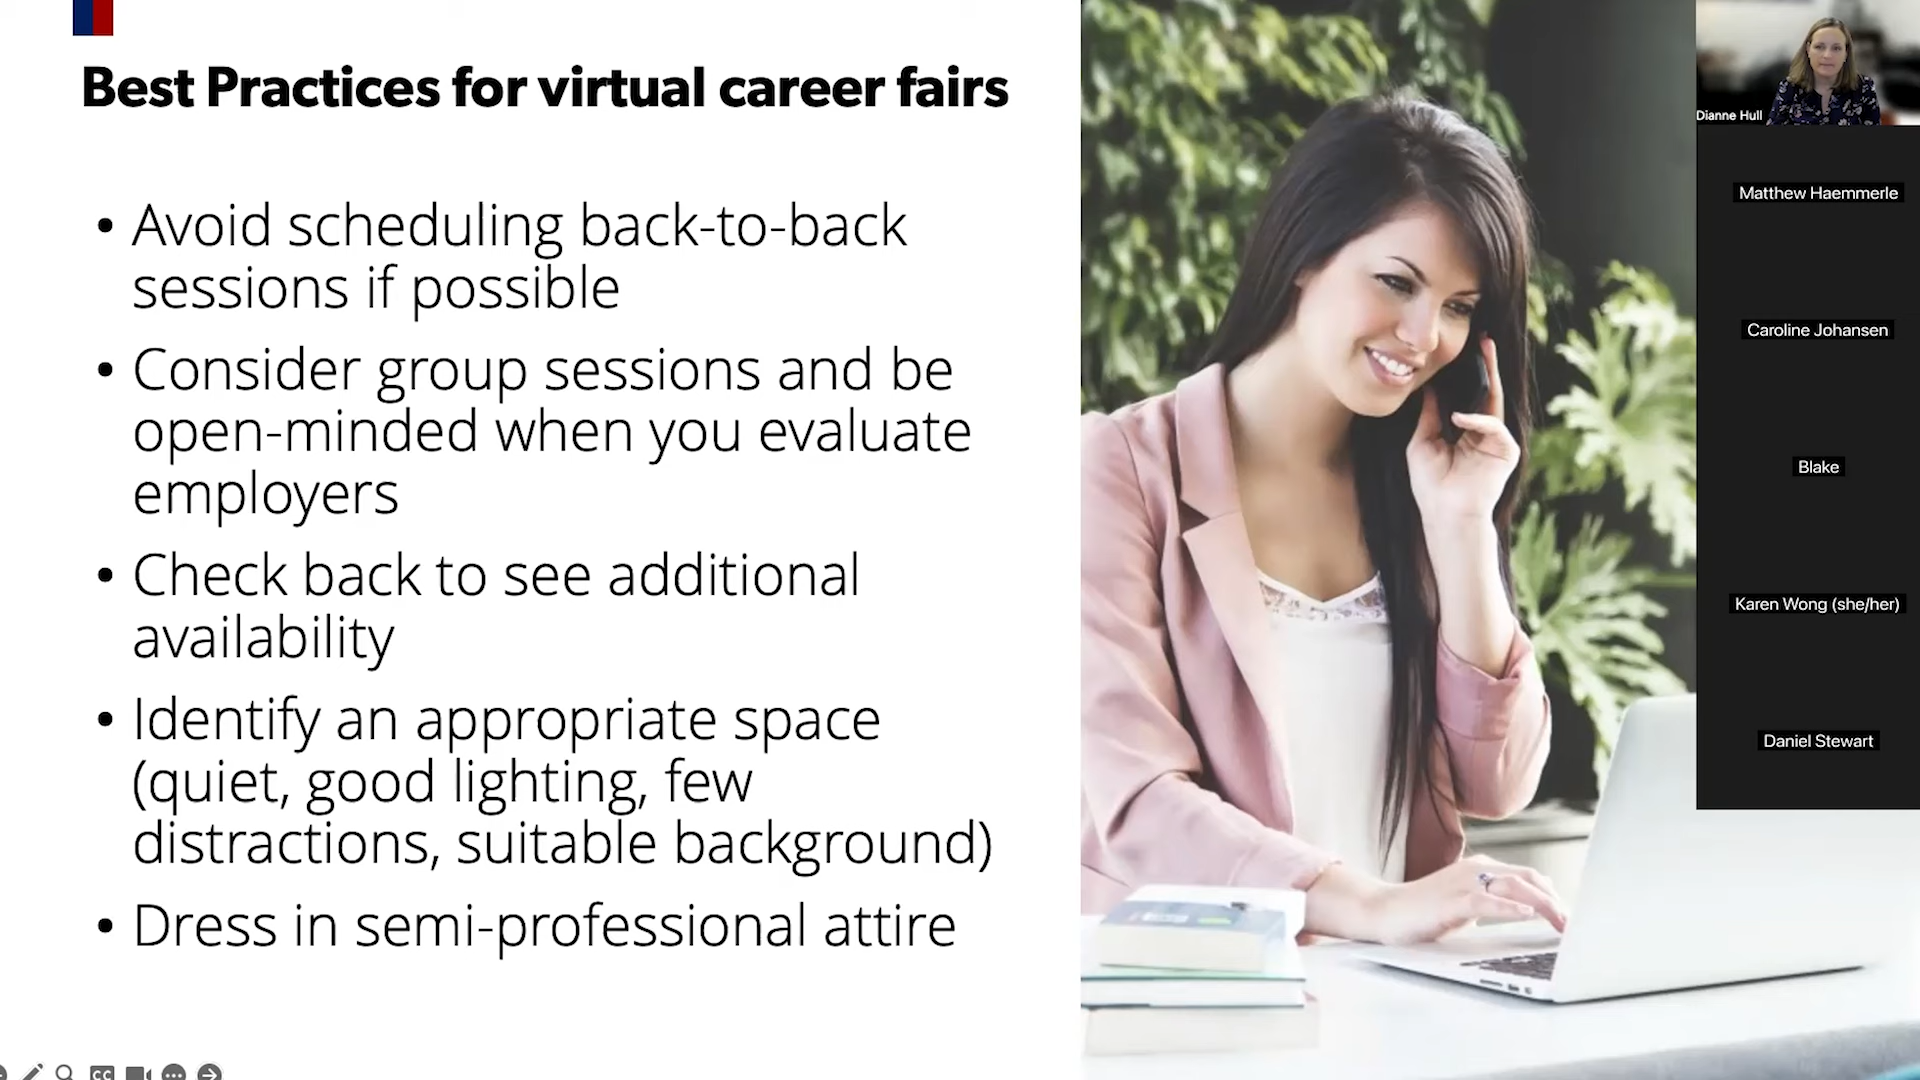 Best Practices for virtual career fairs
• Avoid scheduling back-to-back
sessions if possible
• Consider group sessions and be
open-minded when you evaluate
employers
• Check back to see additional
availability
• Identify an appropriate space
(quiet, good lighting, few
distractions, suitable background)
• Dress in semi-professional attire
Dianne Hull
Matthew Haemmerle
Caroline Johansen
Blake
Karen Wong (she/her)
Daniel Stewart
CC